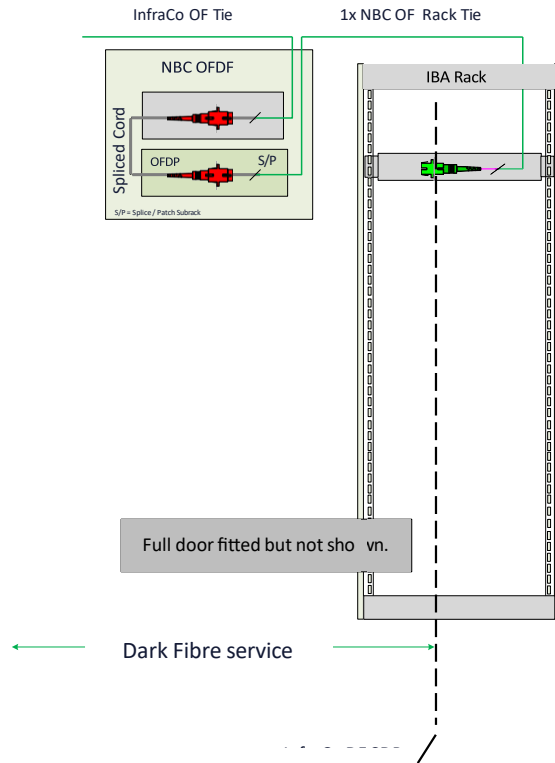 InfraCo OF Tie
1x NBC OF Rack Tie
NBC OFDF
IBA Rack
Spliced Cord
OFDP
S/P
S/P = Splice / Patch Subrack
Full door fitted but not sho vn.
Dark Fibre service